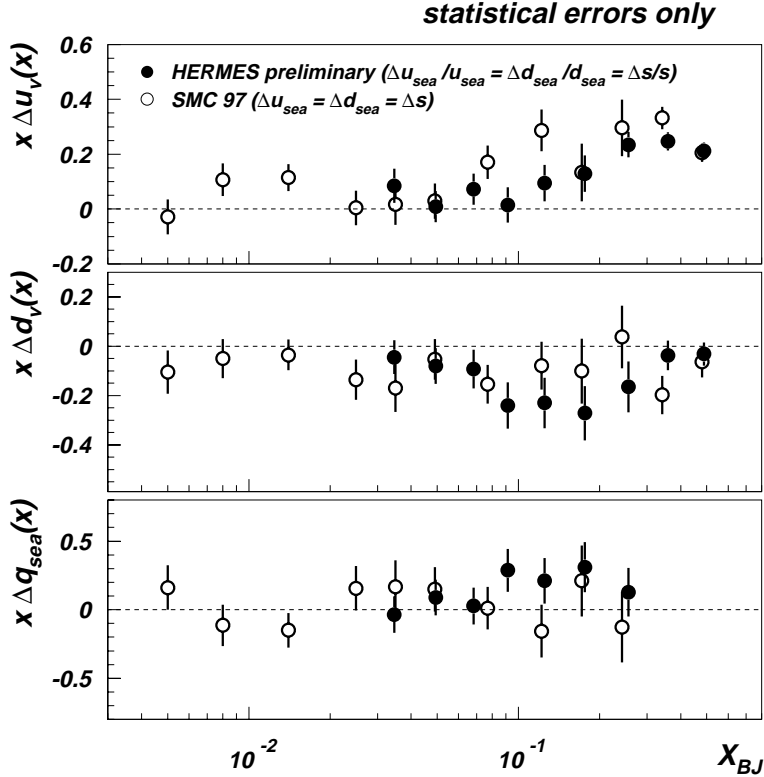 statistical errors only
x Δu_v(x)
0.6
0.4
0.2
0
-0.2
● HERMES preliminary (Δu_sea /u_sea = Δd_sea /d_sea = Δs/s)
○ SMC 97 (Δu_sea = Δd_sea = Δs)
x Δd_v(x)
0.2
0
-0.2
-0.4
x Δq_sea(x)
0.5
0
-0.5
10^-2
10^-1
X_BJ